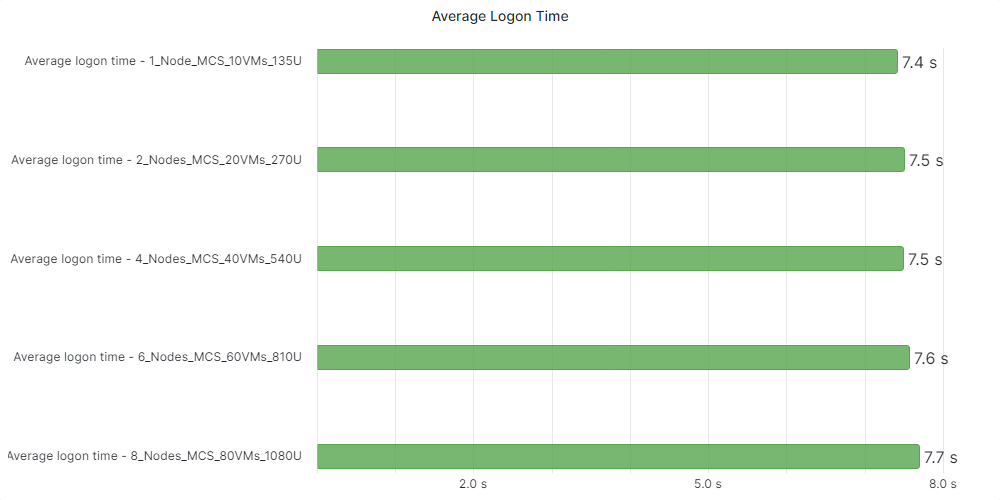 Average Logon Time
Average logon time - 1_Node_MCS_10VMs_135U
7.4 s
Average logon time - 2_Nodes_MCS_20VMs_270U
7.5 s
Average logon time - 4_Nodes_MCS_40VMs_540U
7.5 s
Average logon time - 6_Nodes_MCS_60VMs_810U
7.6 s
Average logon time - 8_Nodes_MCS_80VMs_1080U
7.7 s
2.0 s
5.0 s
8.0 s